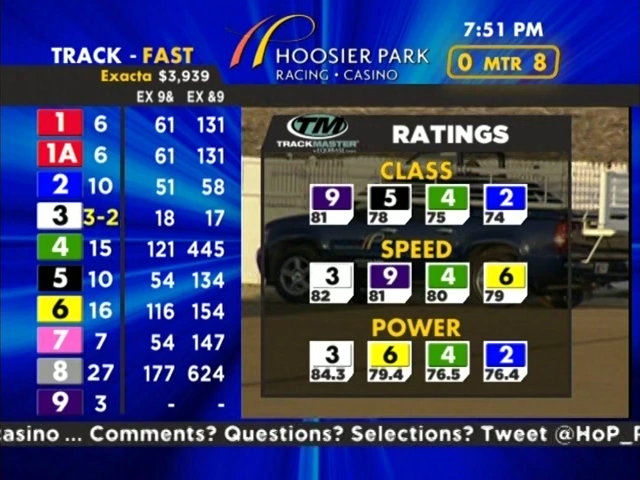 TRACK - FAST
HOOSIER PARK
RACING · CASINO
7:51 PM
0 MTR 8
Exacta $3,939
EX 9& EX &9
1 6 61 131
1A 6 61 131
2 10 51 58
3 3-2 18 17
4 15 121 445
5 10 54 134
6 16 116 154
7 7 54 147
8 27 177 624
9 3 - -
TM
TRACKMASTER
RATINGS
CLASS
9 5 4 2
81 78 75 74
SPEED
3 9 4 6
82 81 80 79
POWER
3 6 4 2
84.3 79.4 76.5 76.4
casino ... Comments? Questions? Selections? Tweet @HoP_